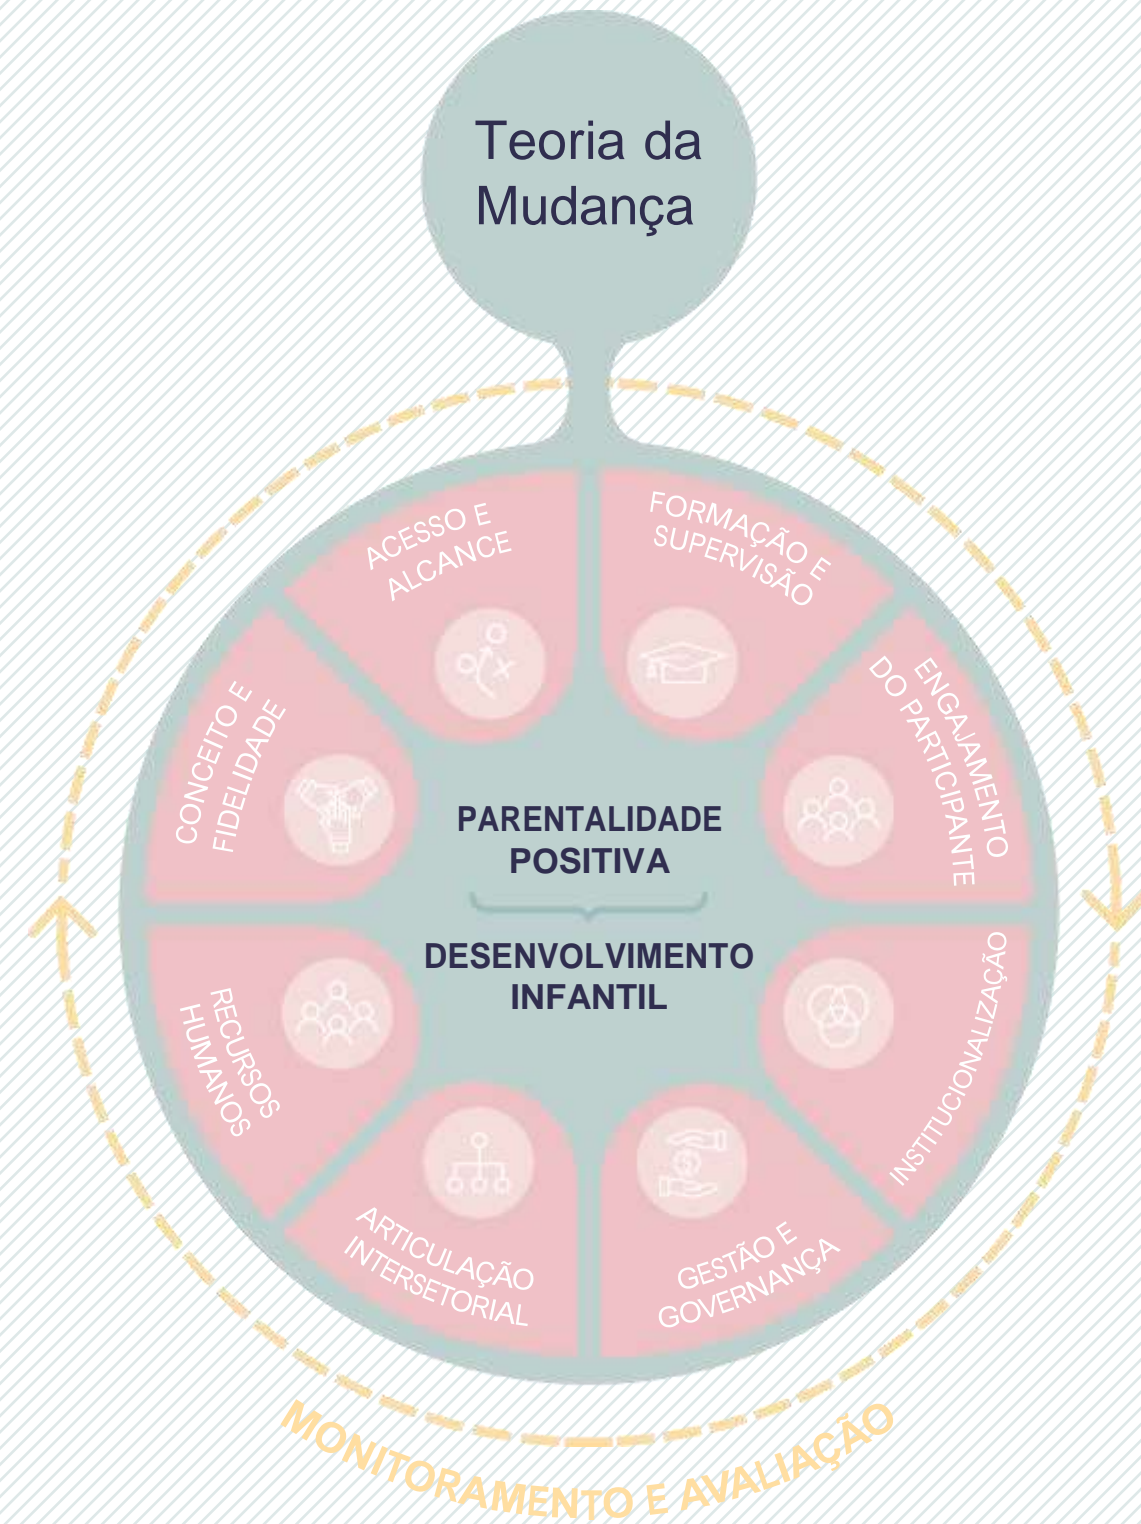 Teoria da
Mudança
ACESSO E
ALCANCE
FORMAÇÃO E
SUPERVISÃO
CONCEITO E
FIDELIDADE
ENGAJAMENTO
DO PARTICIPANTE
PARENTALIDADE
POSITIVA
DESENVOLVIMENTO
INFANTIL
RECURSOS
HUMANOS
INSTITUCIONALIZAÇÃO
ARTICULAÇÃO
INTERSETORIAL
GESTÃO E
GOVERNANÇA
MONITORAMENTO E AVALIAÇÃO